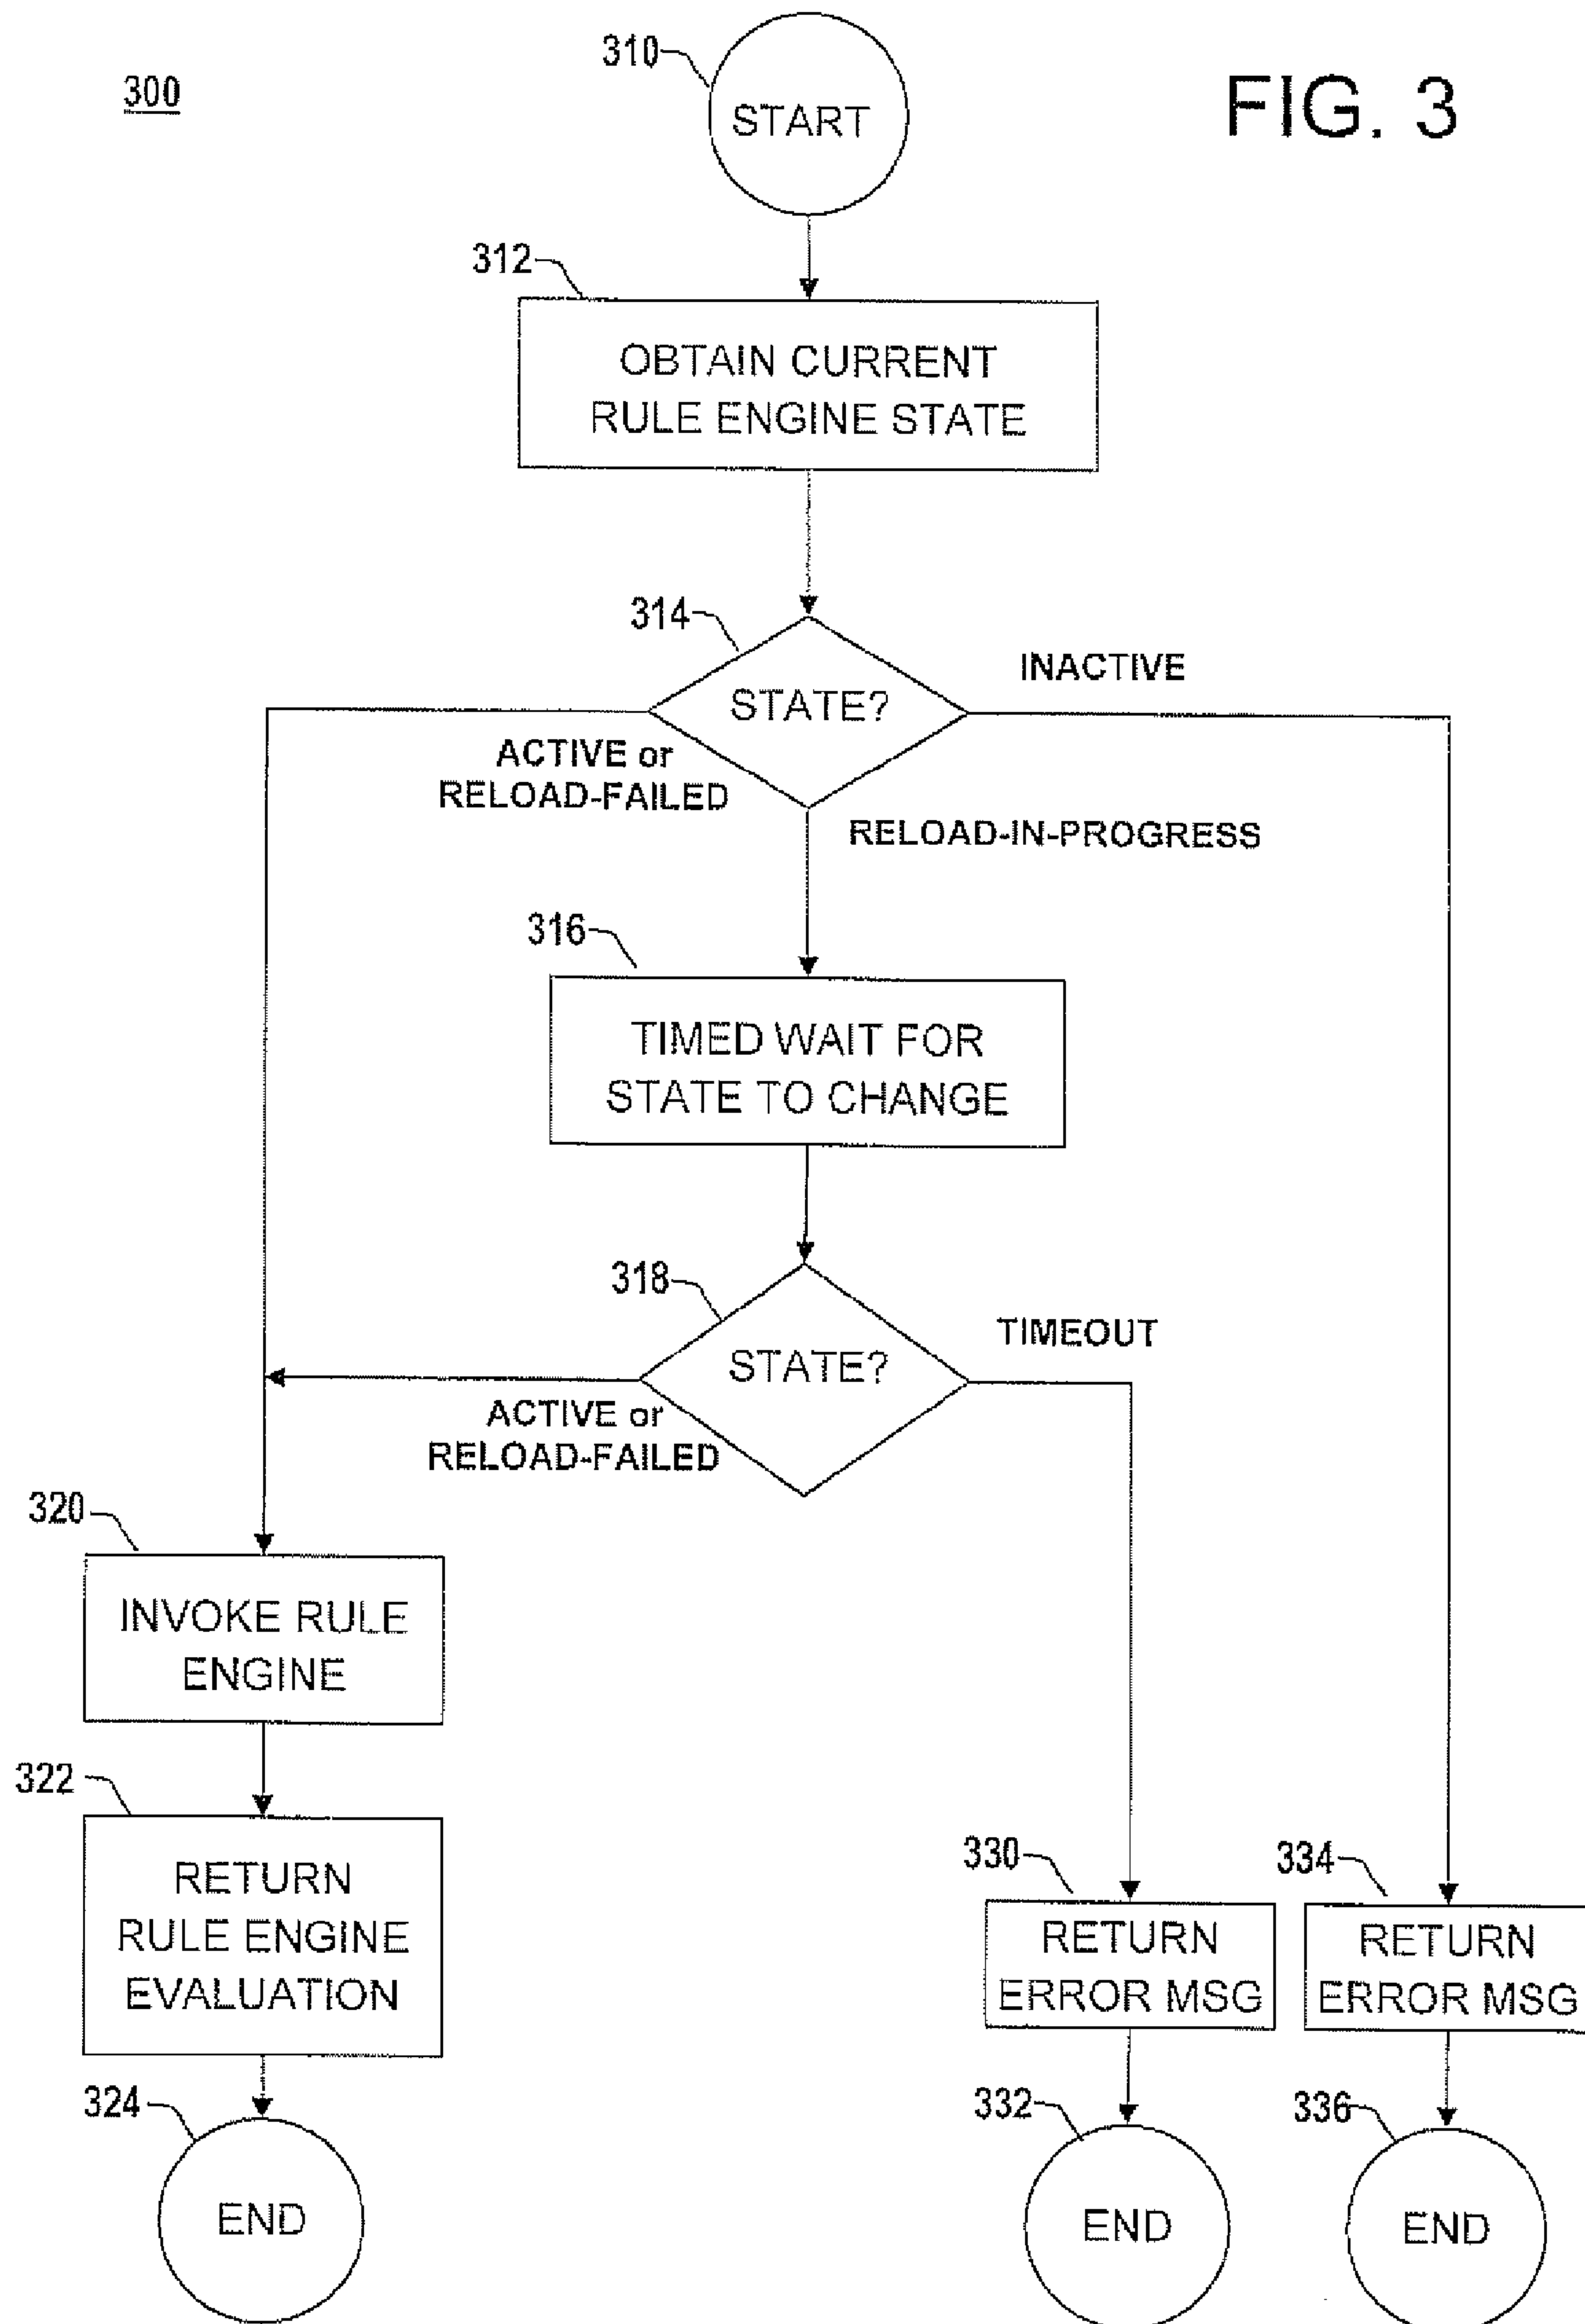 300
FIG. 3
310
START
312
OBTAIN CURRENT
RULE ENGINE STATE
314
STATE?
INACTIVE
ACTIVE or
RELOAD-FAILED
RELOAD-IN-PROGRESS
316
TIMED WAIT FOR
STATE TO CHANGE
318
STATE?
TIMEOUT
ACTIVE or
RELOAD-FAILED
320
INVOKE RULE
ENGINE
322
RETURN
RULE ENGINE
EVALUATION
330
RETURN
ERROR MSG
334
RETURN
ERROR MSG
324
END
332
END
336
END